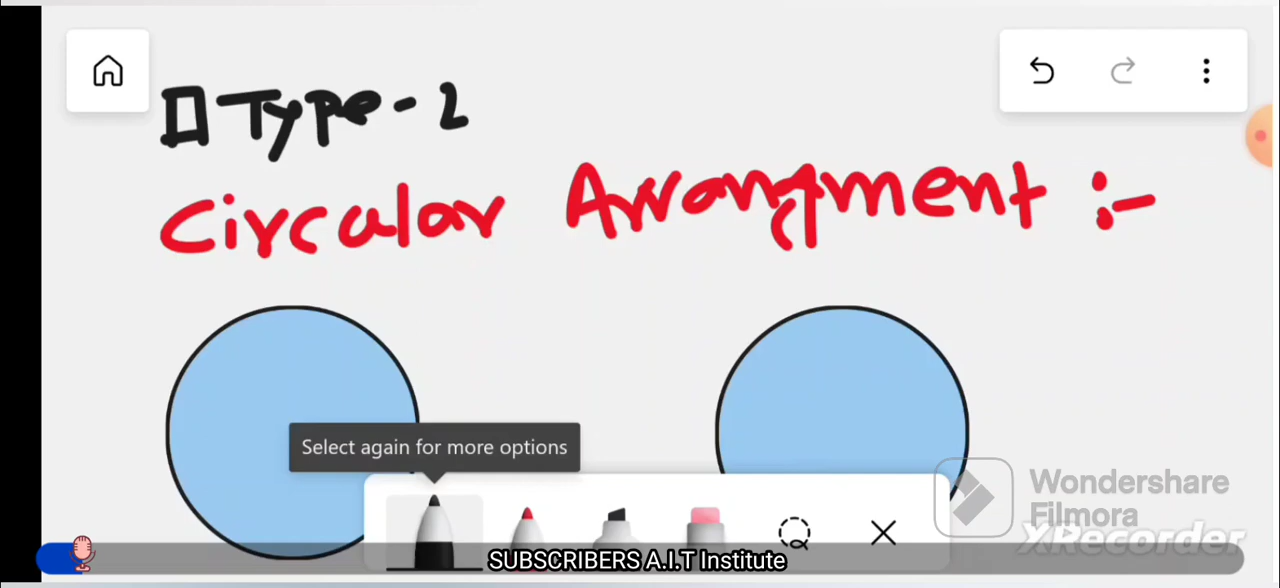 Type-2
Circular Arrangment :-
Select again for more options
Wondershare
Filmora
XRecorder
SUBSCRIBERS A.I.T Institute